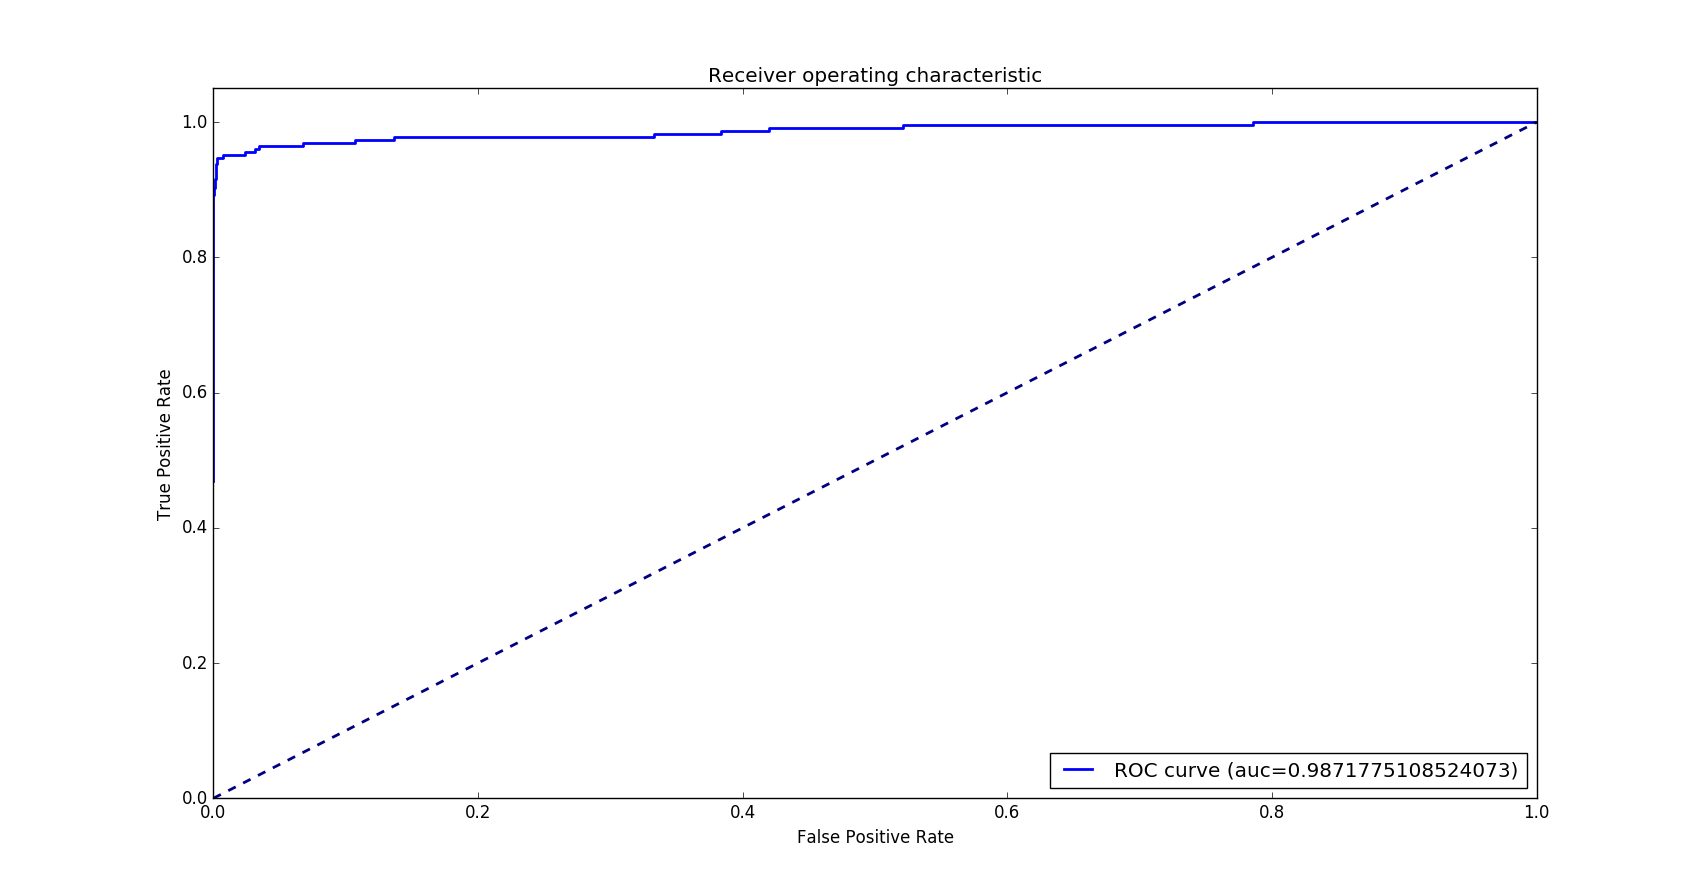 Receiver operating characteristic
1.0
0.8
0.6
0.4
0.2
0.0
True Positive Rate
0.0 0.2 0.4 0.6 0.8 1.0
False Positive Rate
ROC curve (auc=0.9871775108524073)